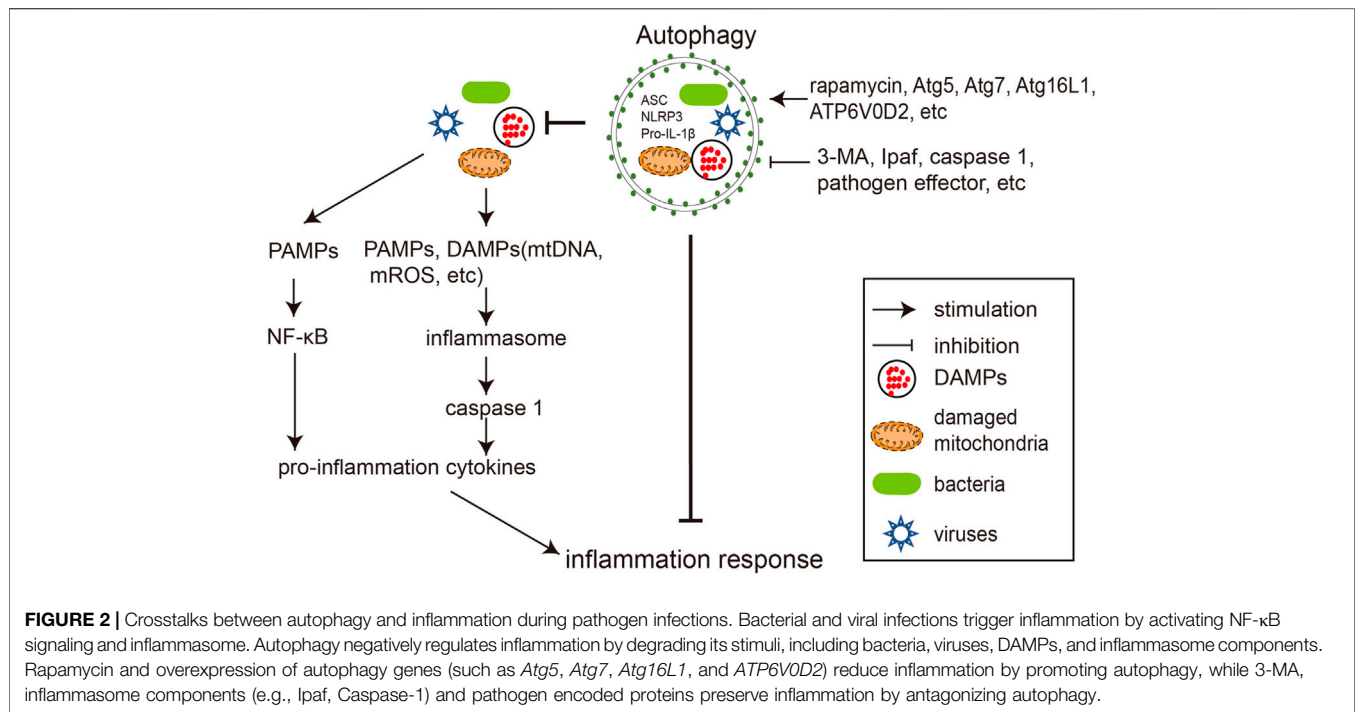 Autophagy
ASC
NLRP3
Pro-IL-1β
rapamycin, Atg5, Atg7, Atg16L1,
ATP6V0D2, etc
3-MA, Ipaf, caspase 1,
pathogen effector, etc
PAMPs
PAMPs, DAMPs(mtDNA,
mROS, etc)
NF-κB
inflammasome
caspase 1
pro-inflammation cytokines
inflammation response
stimulation
inhibition
DAMPs
damaged
mitochondria
bacteria
viruses
FIGURE 2 | Crosstalks between autophagy and inflammation during pathogen infections. Bacterial and viral infections trigger inflammation by activating NF-κB
signaling and inflammasome. Autophagy negatively regulates inflammation by degrading its stimuli, including bacteria, viruses, DAMPs, and inflammasome components.
Rapamycin and overexpression of autophagy genes (such as Atg5, Atg7, Atg16L1, and ATP6V0D2) reduce inflammation by promoting autophagy, while 3-MA,
inflammasome components (e.g., Ipaf, Caspase-1) and pathogen encoded proteins preserve inflammation by antagonizing autophagy.